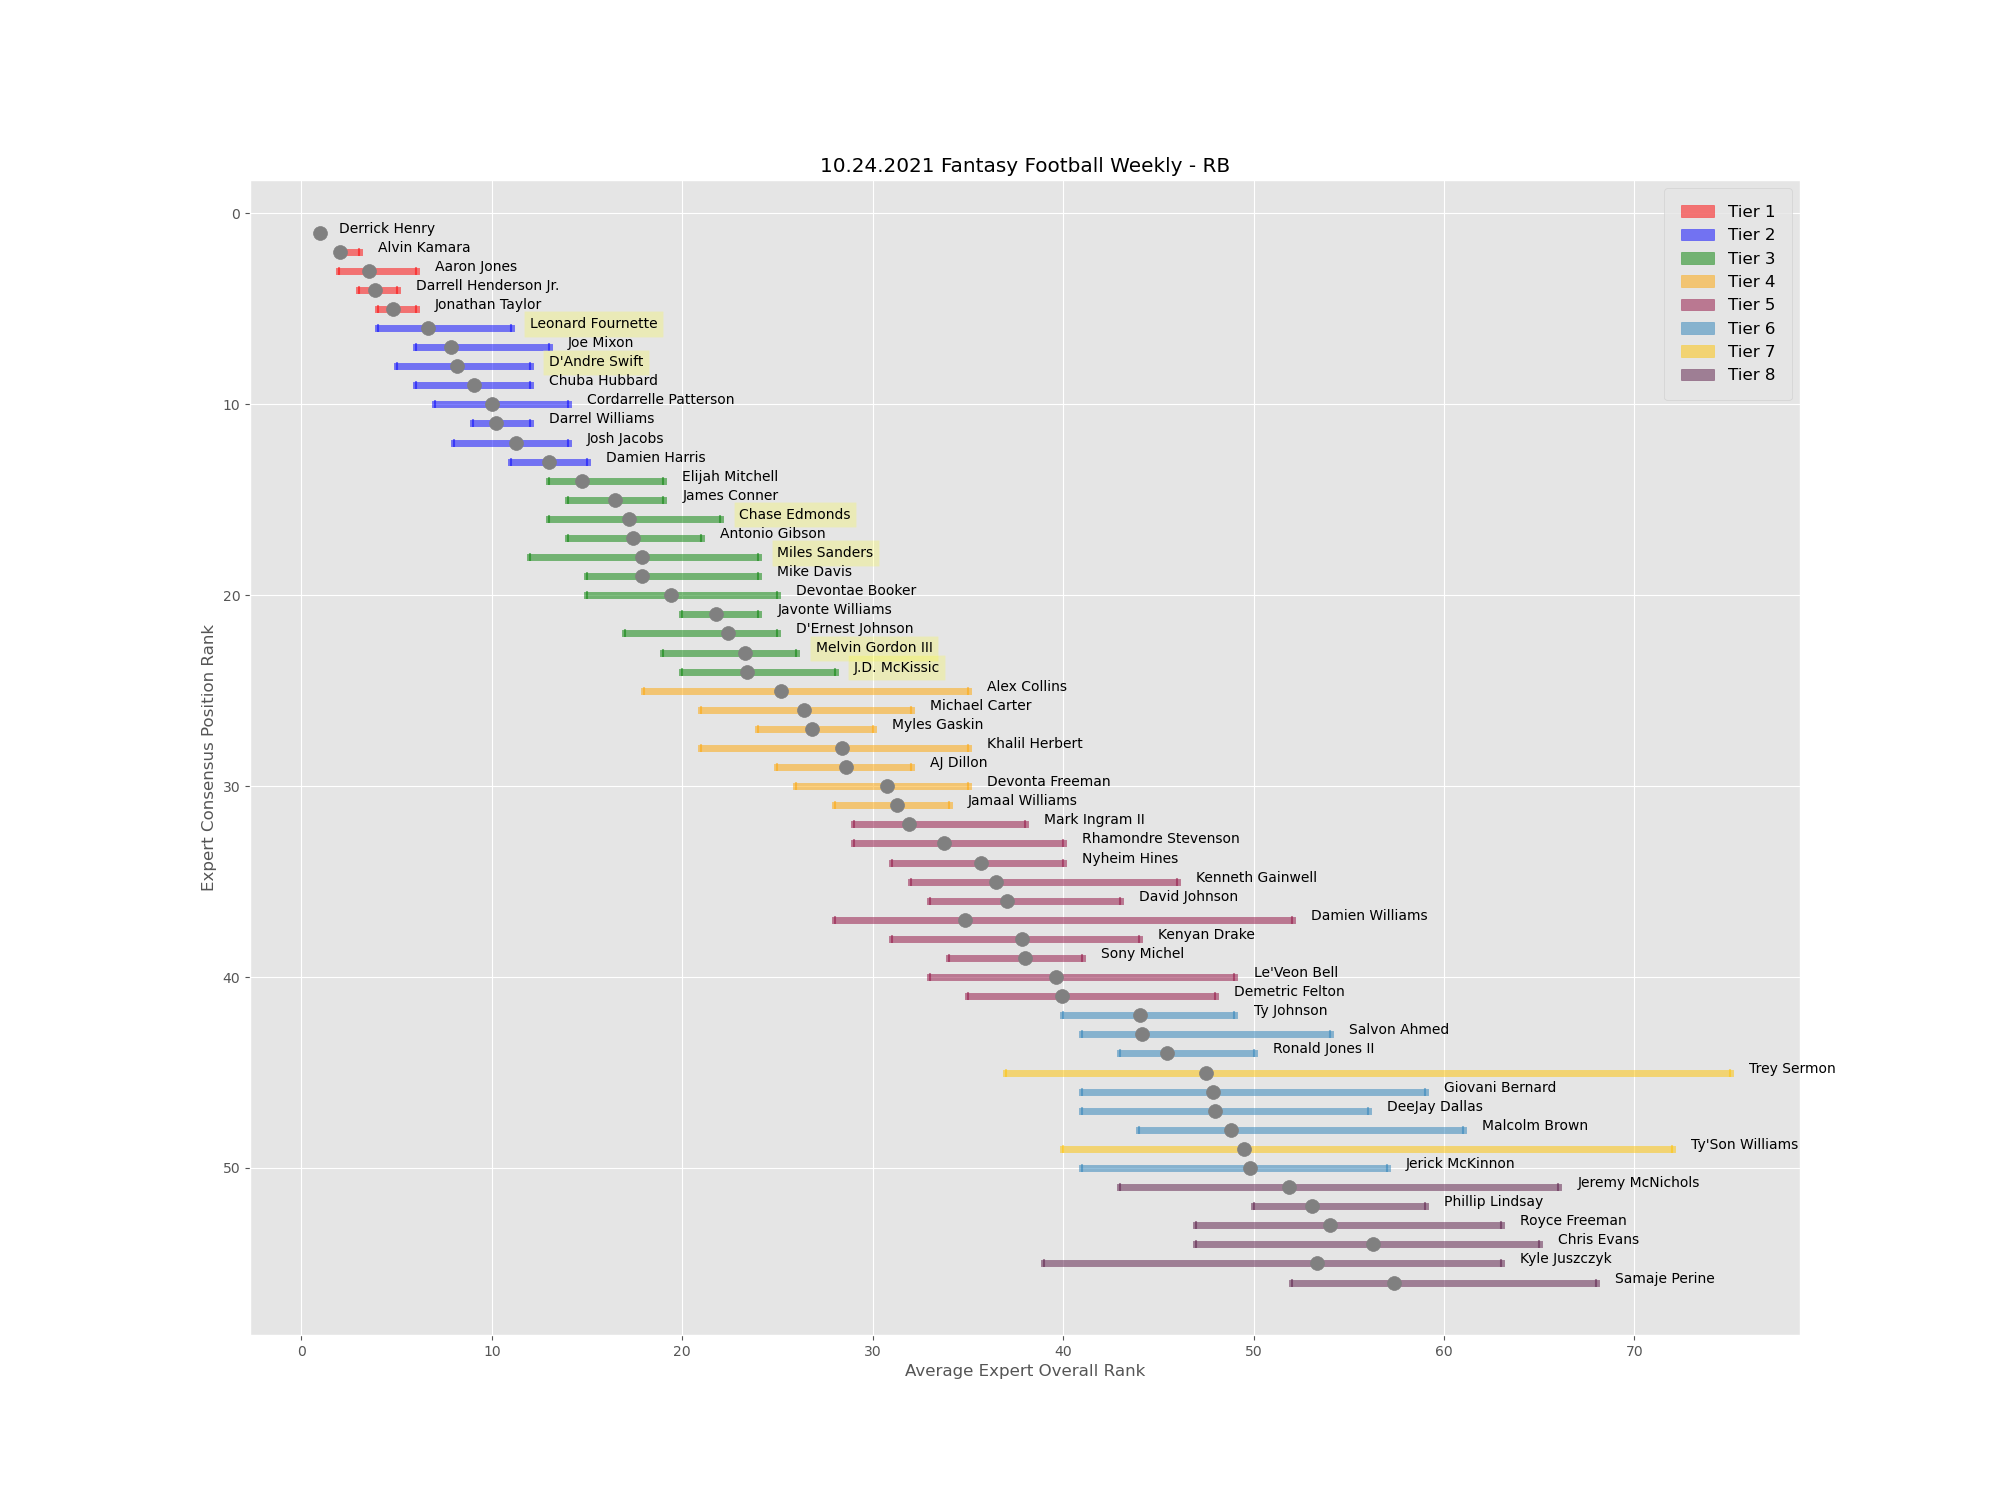 10.24.2021 Fantasy Football Weekly - RB
Tier 1
Tier 2
Tier 3
Tier 4
Tier 5
Tier 6
Tier 7
Tier 8
Derrick Henry
Alvin Kamara
Aaron Jones
Darrell Henderson Jr.
Jonathan Taylor
Leonard Fournette
Joe Mixon
D'Andre Swift
Chuba Hubbard
Cordarrelle Patterson
Darrel Williams
Josh Jacobs
Damien Harris
Elijah Mitchell
James Conner
Chase Edmonds
Antonio Gibson
Miles Sanders
Mike Davis
Devontae Booker
Javonte Williams
D'Ernest Johnson
Melvin Gordon III
J.D. McKissic
Alex Collins
Michael Carter
Myles Gaskin
Khalil Herbert
AJ Dillon
Devonta Freeman
Jamaal Williams
Mark Ingram II
Rhamondre Stevenson
Nyheim Hines
Kenneth Gainwell
David Johnson
Damien Williams
Kenyan Drake
Sony Michel
Le'Veon Bell
Demetric Felton
Ty Johnson
Salvon Ahmed
Ronald Jones II
Trey Sermon
Giovani Bernard
DeeJay Dallas
Malcolm Brown
Ty'Son Williams
Jerick McKinnon
Jeremy McNichols
Phillip Lindsay
Royce Freeman
Chris Evans
Kyle Juszczyk
Samaje Perine
0
10
20
30
40
50
Expert Consensus Position Rank
0 10 20 30 40 50 60 70
Average Expert Overall Rank